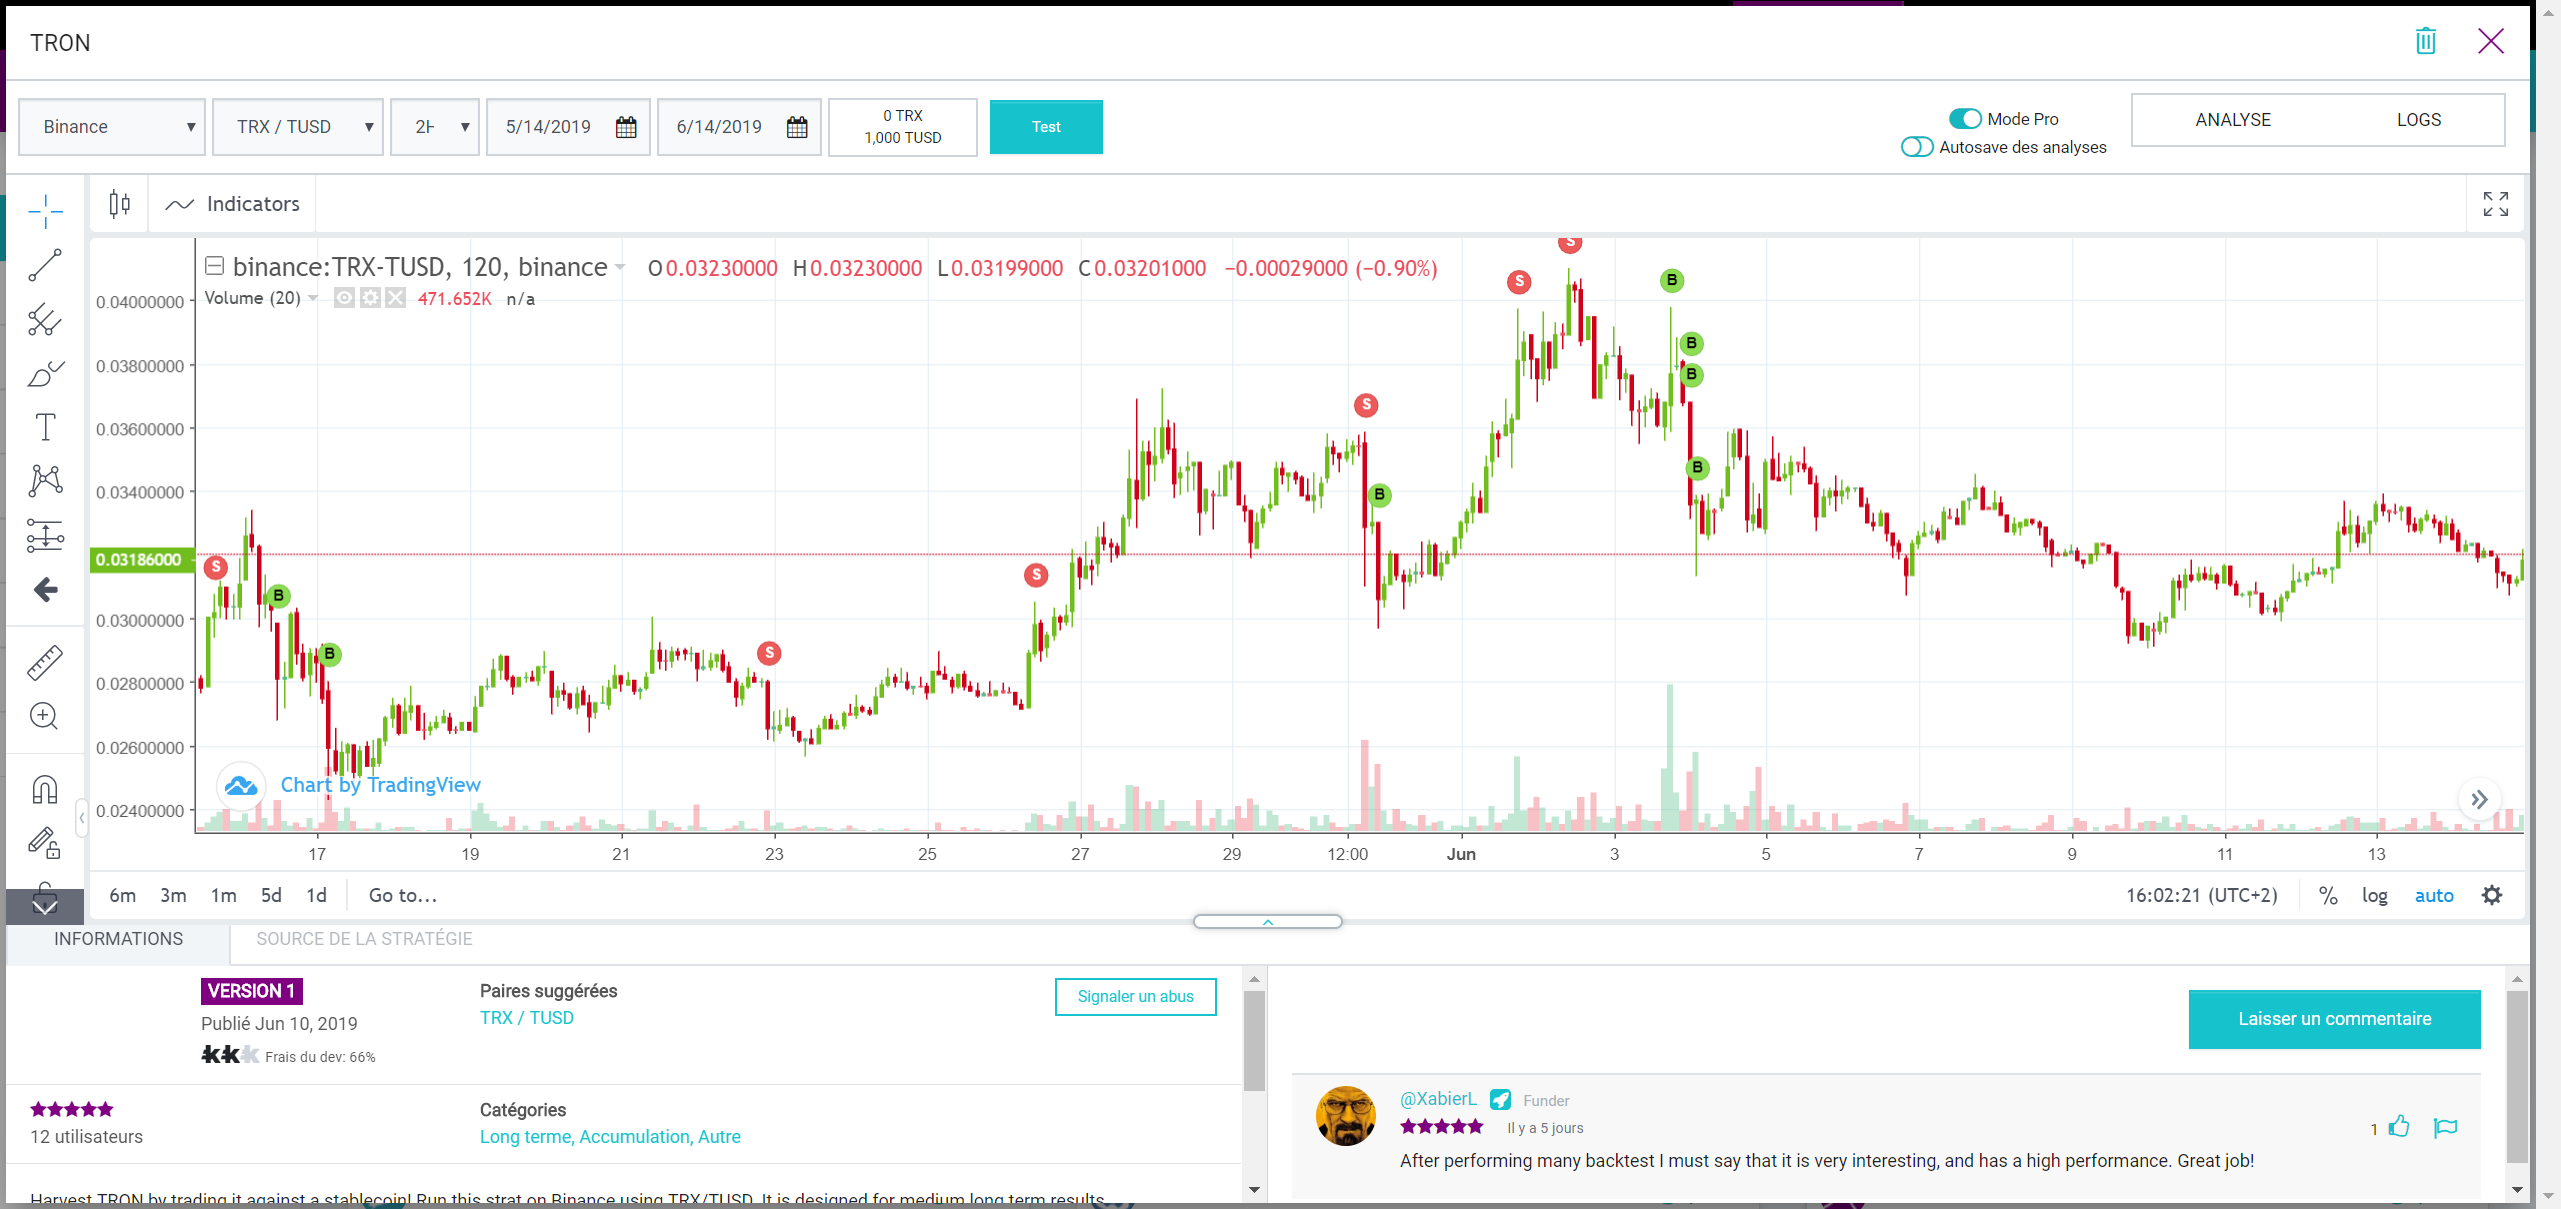 TRON
Binance
TRX / TUSD
2H
5/14/2019
6/14/2019
0 TRX
1,000 TUSD
Test
Mode Pro
Autosave des analyses
ANALYSE
LOGS
Indicators
binance:TRX-TUSD, 120, binance O0.03230000 H0.03230000 L0.03199000 C0.03201000 −0.00029000 (−0.90%)
Volume (20) 471.652K n/a
0.04000000
0.03800000
0.03600000
0.03400000
0.03186000
0.03000000
0.02800000
0.02600000
0.02400000
S
B
B
S
S
S
B
S
S
B
B
B
B
Chart by TradingView
17 19 21 23 25 27 29 12:00 Jun 3 5 7 9 11 13
6m 3m 1m 5d 1d Go to...
16:02:21 (UTC+2) % log auto
INFORMATIONS
SOURCE DE LA STRATÉGIE
VERSION 1
Publié Jun 10, 2019
Frais du dev: 66%
Paires suggérées
TRX / TUSD
Signaler un abus
12 utilisateurs
Catégories
Long terme, Accumulation, Autre
Harvest TRON by trading it against a stablecoin! Run this strat on Binance using TRX/TUSD. It is designed for medium long term results
Laisser un commentaire
@XabierL Funder
Il y a 5 jours
1
After performing many backtest I must say that it is very interesting, and has a high performance. Great job!